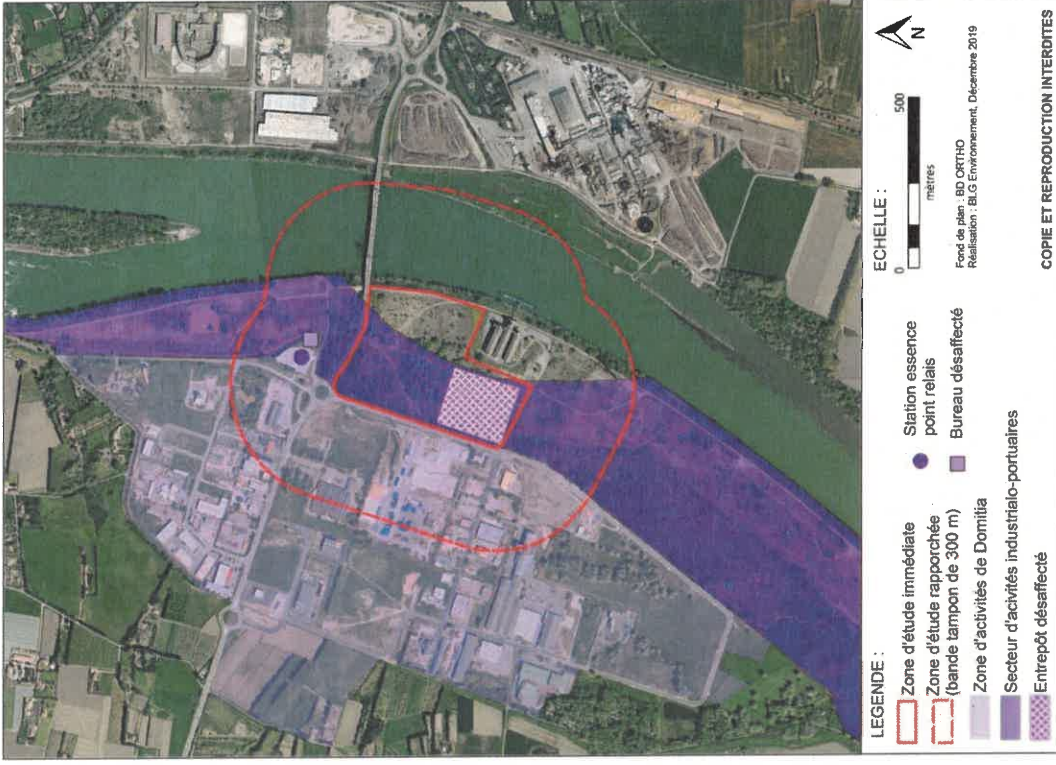 LEGENDE :
Zone d'étude immédiate
Zone d'étude rapporchée
(bande tampon de 300 m)
Zone d'activités de Domitia
Secteur d'acivités industrialo-portuaires
Entrepôt désaffecté
Station essence
point relais
Bureau désaffecté
ECHELLE :
0
500
mètres
N
Fond de plan : BD ORTHO
Réalisation : BLG Environnement, Décembre 2019
COPIE ET REPRODUCTION INTERDITES